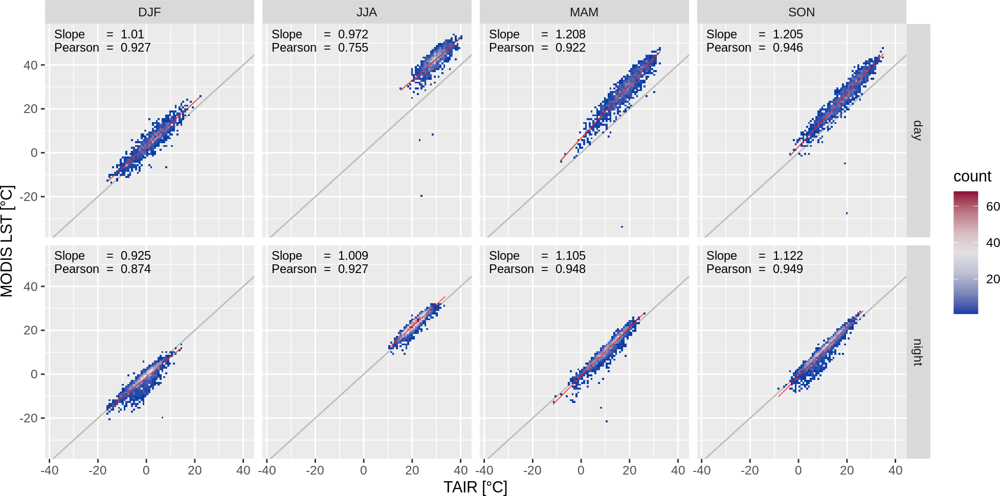 DJF JJA MAM SON
Slope = 1.01 Slope = 0.972 Slope = 1.208 Slope = 1.205
Pearson = 0.927 Pearson = 0.755 Pearson = 0.922 Pearson = 0.946
40
20
0
-20
day
Slope = 0.925 Slope = 1.009 Slope = 1.105 Slope = 1.122
Pearson = 0.874 Pearson = 0.927 Pearson = 0.948 Pearson = 0.949
40
20
0
-20
night
-40 -20 0 20 40 -40 -20 0 20 40 -40 -20 0 20 40 -40 -20 0 20 40
TAIR [°C]
MODIS LST [°C]
count
60
40
20